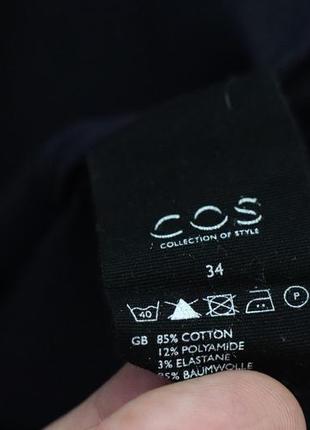 COS
COLLECTION OF STYLE
34
40 P
GB 85% COTTON
12% POLYAMIDE
3% ELASTANE
85% BAUMWOLLE